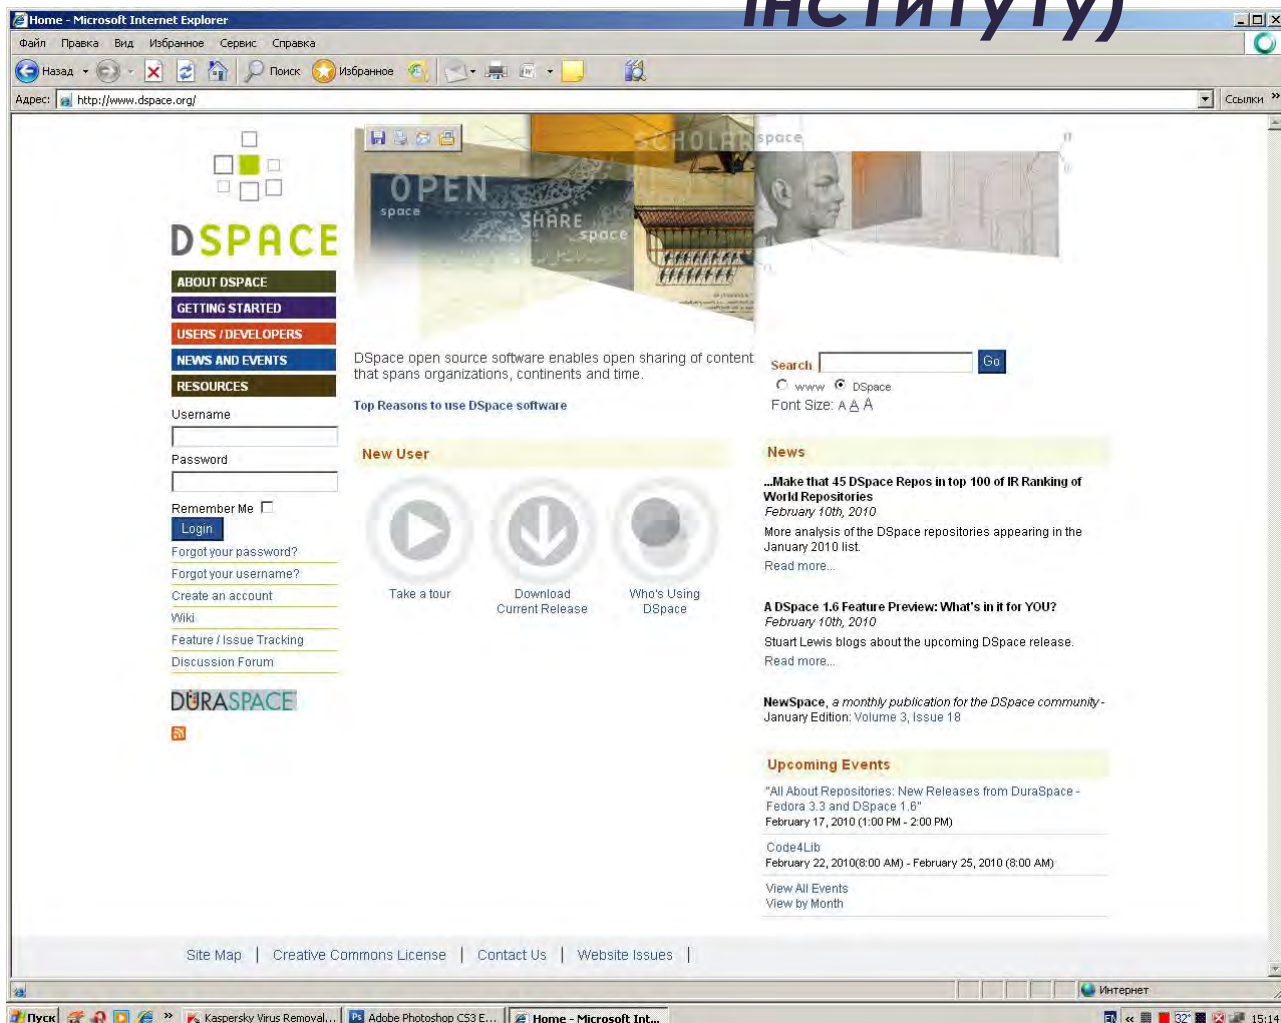 інституту)
Home - Microsoft Internet Explorer
Файл Правка Вид Избранное Сервис Справка
Назад Поиск Избранное
Адрес: http://www.dspace.org/ Ссылки »
SCHOLAR space
OPEN
space
SHARE
space
DSPACE
ABOUT DSPACE
GETTING STARTED
USERS / DEVELOPERS
NEWS AND EVENTS
RESOURCES
Username
Password
Remember Me
Login
Forgot your password?
Forgot your username?
Create an account
Wiki
Feature / Issue Tracking
Discussion Forum
DURASPACE
DSpace open source software enables open sharing of content
that spans organizations, continents and time.
Top Reasons to use DSpace software
New User
Take a tour
Download
Current Release
Who's Using
DSpace
Search Go
www DSpace
Font Size: A A A
News
...Make that 45 DSpace Repos in top 100 of IR Ranking of
World Repositories
February 10th, 2010
More analysis of the DSpace repositories appearing in the
January 2010 list.
Read more...
A DSpace 1.6 Feature Preview: What's in it for YOU?
February 10th, 2010
Stuart Lewis blogs about the upcoming DSpace release.
Read more...
NewSpace, a monthly publication for the DSpace community -
January Edition: Volume 3, Issue 18
Upcoming Events
"All About Repositories: New Releases from DuraSpace -
Fedora 3.3 and DSpace 1.6"
February 17, 2010 (1:00 PM - 2:00 PM)
Code4Lib
February 22, 2010(8:00 AM) - February 25, 2010 (8:00 AM)
View All Events
View by Month
Site Map | Creative Commons License | Contact Us | Website Issues |
Интернет
Пуск » Kaspersky Virus Removal... Adobe Photoshop CS3 E... Home - Microsoft Int... EN « 32° 15:14